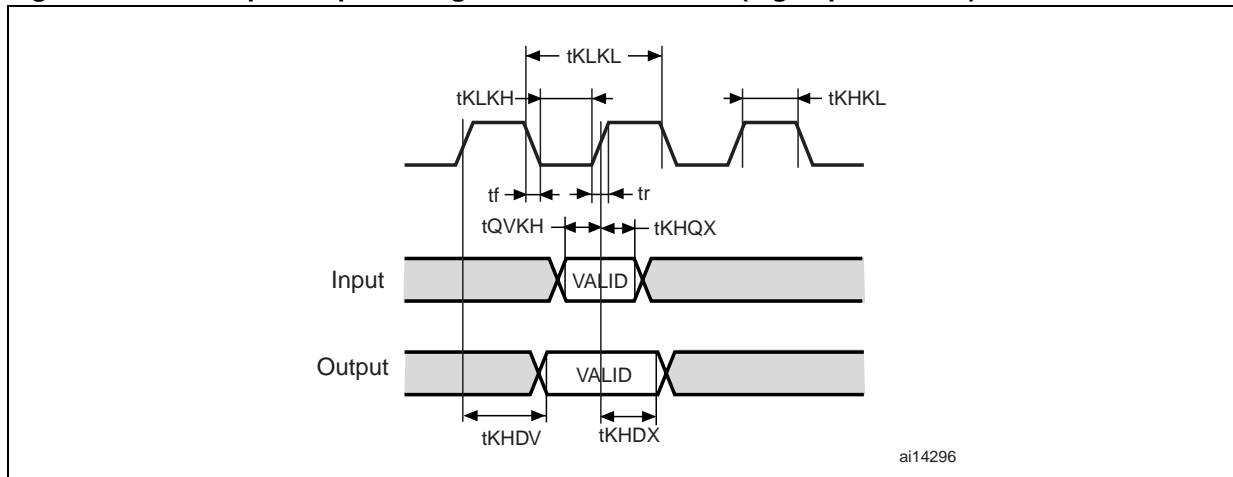 tKLKL
tKLKH
tKHKL
tf
tr
tQVKH
tKHQX
Input
VALID
Output
VALID
tKHDV
tKHDX
ai14296